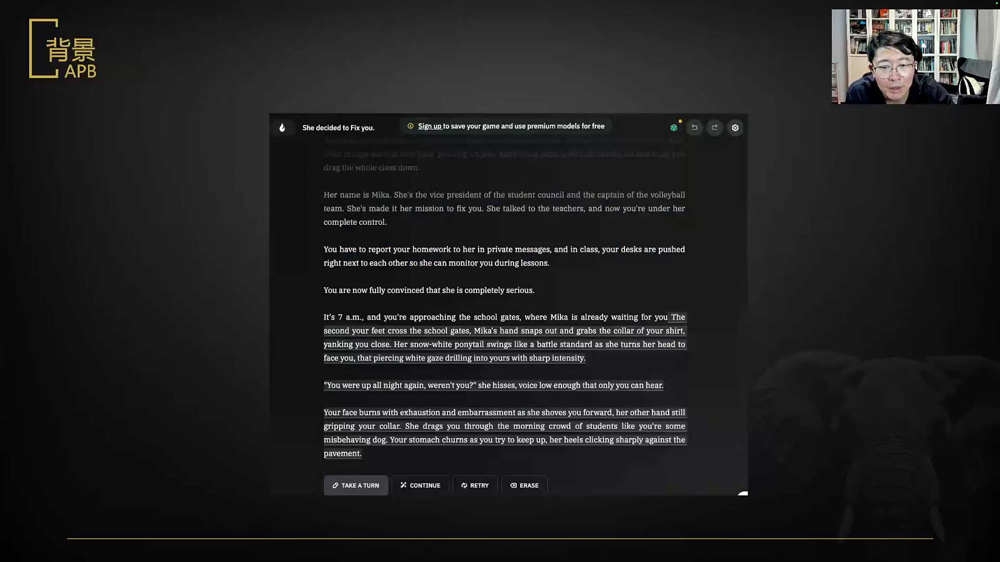 背景
APB
She decided to Fix you.
Sign up to save your game and use premium models for free
Even though the teachers have given up on you, there's one person who absolutely refuses to let you
drag the whole class down.
Her name is Mika. She's the vice president of the student council and the captain of the volleyball
team. She's made it her mission to fix you. She talked to the teachers, and now you're under her
complete control.
You have to report your homework to her in private messages, and in class, your desks are pushed
right next to each other so she can monitor you during lessons.
You are now fully convinced that she is completely serious.
It's 7 a.m., and you're approaching the school gates, where Mika is already waiting for you The
second your feet cross the school gates, Mika's hand snaps out and grabs the collar of your shirt,
yanking you close. Her snow-white ponytail swings like a battle standard as she turns her head to
face you, that piercing white gaze drilling into yours with sharp intensity.
"You were up all night again, weren't you?" she hisses, voice low enough that only you can hear.
Your face burns with exhaustion and embarrassment as she shoves you forward, her other hand still
gripping your collar. She drags you through the morning crowd of students like you're some
misbehaving dog. Your stomach churns as you try to keep up, her heels clicking sharply against the
pavement.
TAKE A TURN
CONTINUE
RETRY
ERASE